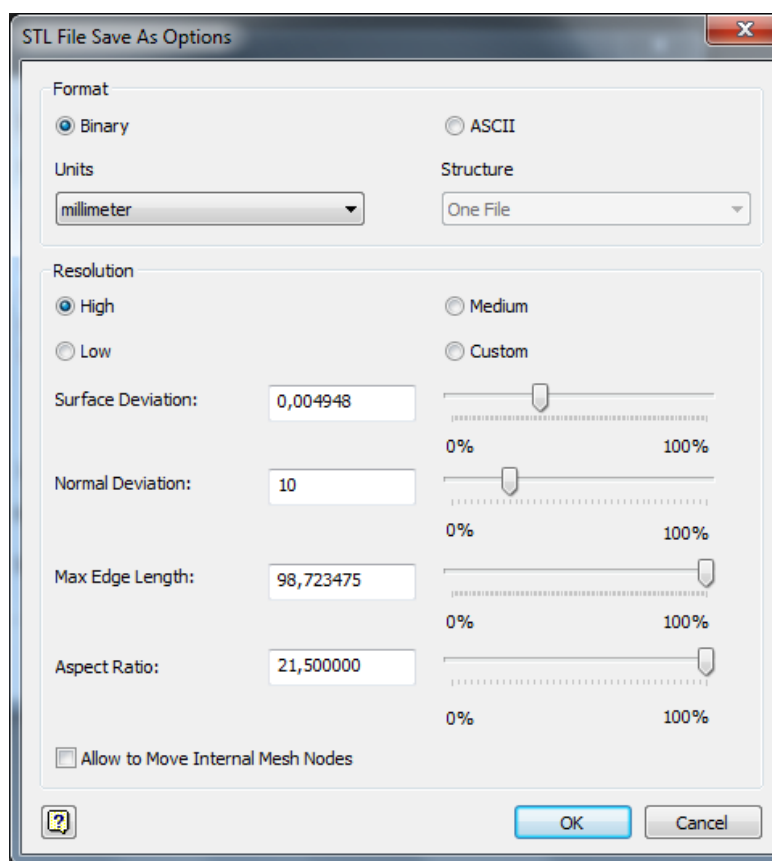 STL File Save As Options
Format
Binary ASCII
Units Structure
millimeter One File
Resolution
High Medium
Low Custom
Surface Deviation: 0,004948
0% 100%
Normal Deviation: 10
0% 100%
Max Edge Length: 98,723475
0% 100%
Aspect Ratio: 21,500000
0% 100%
Allow to Move Internal Mesh Nodes
? OK Cancel